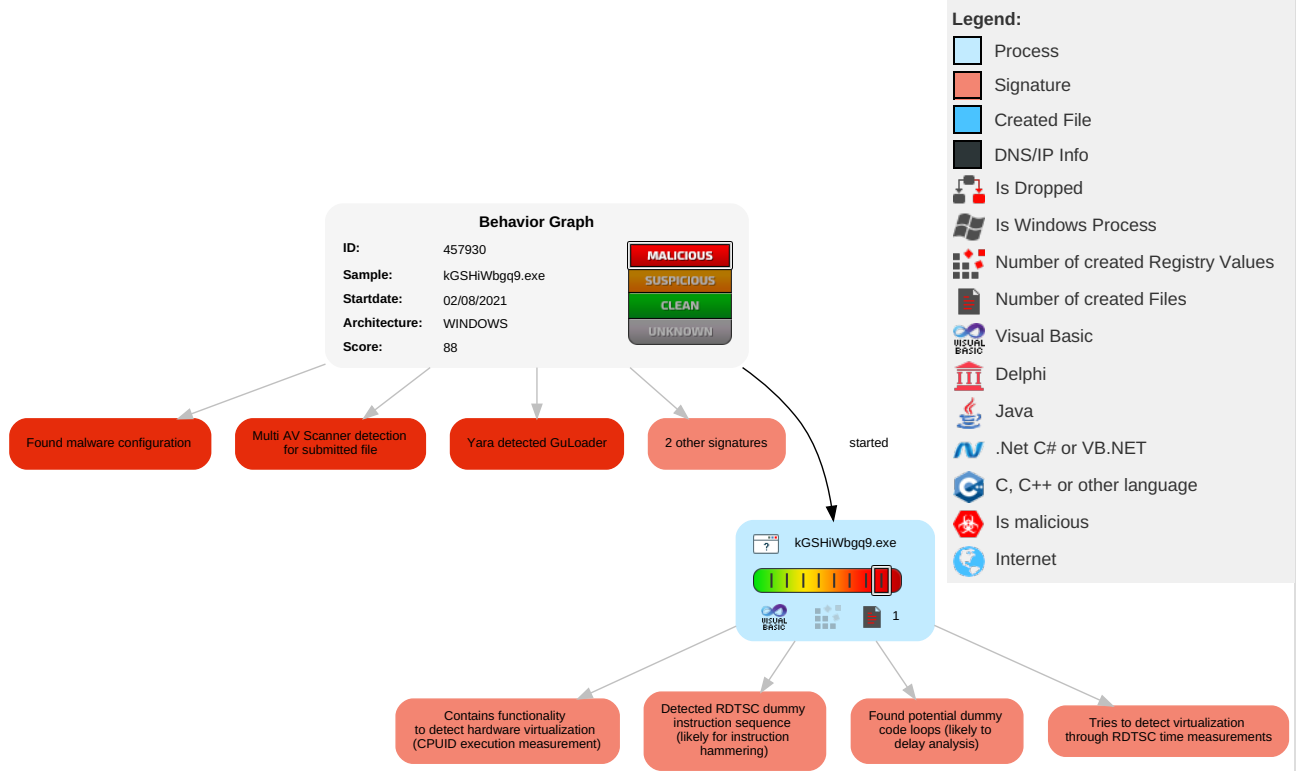 Legend:
Process
Signature
Created File
DNS/IP Info
Is Dropped
Is Windows Process
Number of created Registry Values
Number of created Files
VISUAL
BASIC
Visual Basic
Delphi
Java
.Net C# or VB.NET
C, C++ or other language
Is malicious
Internet
Behavior Graph
ID: 457930
Sample: kGSHiWbgq9.exe
Startdate: 02/08/2021
Architecture: WINDOWS
Score: 88
MALICIOUS
SUSPICIOUS
CLEAN
UNKNOWN
Found malware configuration
Multi AV Scanner detection
for submitted file
Yara detected GuLoader
2 other signatures
started
?
kGSHiWbgq9.exe
VISUAL
BASIC
1
Contains functionality
to detect hardware virtualization
(CPUID execution measurement)
Detected RDTSC dummy
instruction sequence
(likely for instruction
hammering)
Found potential dummy
code loops (likely to
delay analysis)
Tries to detect virtualization
through RDTSC time measurements